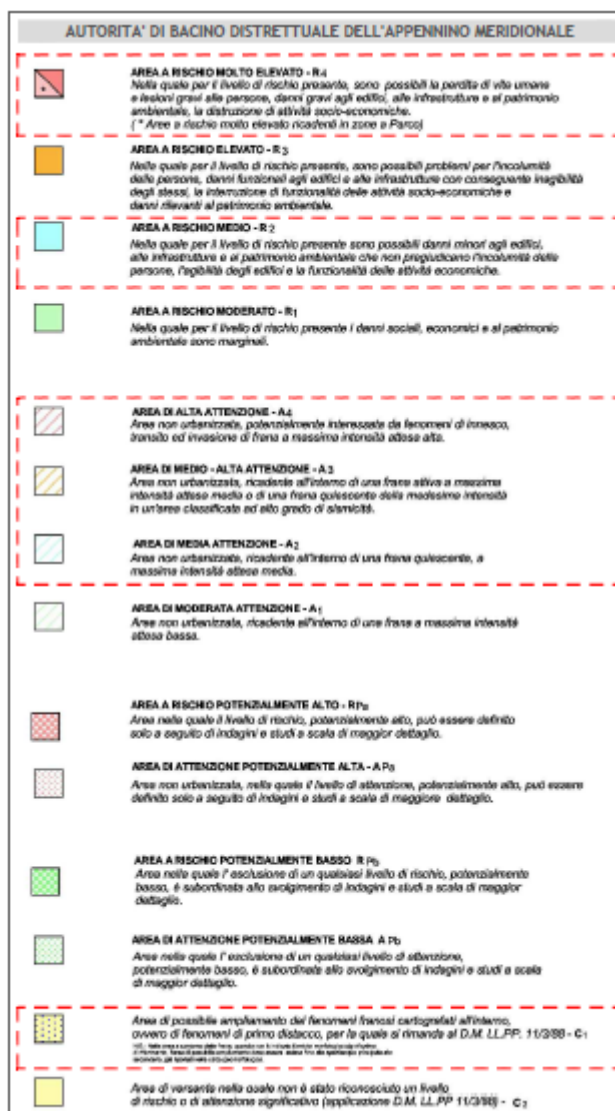 AUTORITA' DI BACINO DISTRETTUALE DELL'APPENNINO MERIDIONALE
AREA A RISCHIO MOLTO ELEVATO - R4
Nella quale per il livello di rischio presente, sono possibili la perdita di vite umane
e lesioni gravi alle persone, danni gravi agli edifici, alle infrastrutture e al patrimonio
ambientale, la distruzione di attività socio-economiche.
( * Aree a rischio molto elevato ricadenti in zone a Parco)
AREA A RISCHIO ELEVATO - R3
Nella quale per il livello di rischio presente, sono possibili problemi per l'incolumità
delle persone, danni funzionali agli edifici e alle infrastrutture con conseguente inagibilità
degli stessi, la interruzione di funzionalità delle attività socio-economiche e
danni rilevanti al patrimonio ambientale.
AREA A RISCHIO MEDIO - R2
Nella quale per il livello di rischio presente sono possibili danni minori agli edifici,
alle infrastrutture e al patrimonio ambientale che non pregiudicano l'incolumità delle
persone, l'agibilità degli edifici e la funzionalità delle attività economiche.
AREA A RISCHIO MODERATO - R1
Nella quale per il livello di rischio presente i danni sociali, economici e al patrimonio
ambientale sono marginali.
AREA DI ALTA ATTENZIONE - A4
Area non urbanizzata, potenzialmente interessata da fenomeni di innesco,
transito ed invasione di frana a massima intensità attesa alta.
AREA DI MEDIO - ALTA ATTENZIONE - A3
Area non urbanizzata, ricadente all'interno di una frana attiva a massima
intensità attesa media o di una frana quiescente della medesima intensità
in un'area classificata ad alto grado di sismicità.
AREA DI MEDIA ATTENZIONE - A2
Area non urbanizzata, ricadente all'interno di una frana quiescente, a
massima intensità attesa media.
AREA DI MODERATA ATTENZIONE - A1
Area non urbanizzata, ricadente all'interno di una frana a massima intensità
attesa bassa.
AREA A RISCHIO POTENZIALMENTE ALTO - RPa
Area nella quale il livello di rischio, potenzialmente alto, può essere definito
solo a seguito di indagini e studi a scala di maggior dettaglio.
AREA DI ATTENZIONE POTENZIALMENTE ALTA - APa
Area non urbanizzata, nella quale il livello di attenzione, potenzialmente alto, può essere
definito solo a seguito di indagini e studi a scala di maggiore dettaglio.
AREA A RISCHIO POTENZIALMENTE BASSO RPb
Area nella quale l' esclusione di un qualsiasi livello di rischio, potenzialmente
basso, è subordinata allo svolgimento di indagini e studi a scala di maggior
dettaglio.
AREA DI ATTENZIONE POTENZIALMENTE BASSA A Pb
Area nella quale l' esclusione di un qualsiasi livello di attenzione,
potenzialmente basso, è subordinata allo svolgimento di indagini e studi a scala
di maggior dettaglio.
Area di possibile ampliamento dei fenomeni franosi cartografati all'interno,
ovvero di fenomeni di primo distacco, per la quale si rimanda al D.M. LL.PP. 11/3/88 - C1
Area di versante nella quale non è stato riconosciuto un livello
di rischio o di attenzione significativo (applicazione D.M. LL.PP 11/3/88) - C2